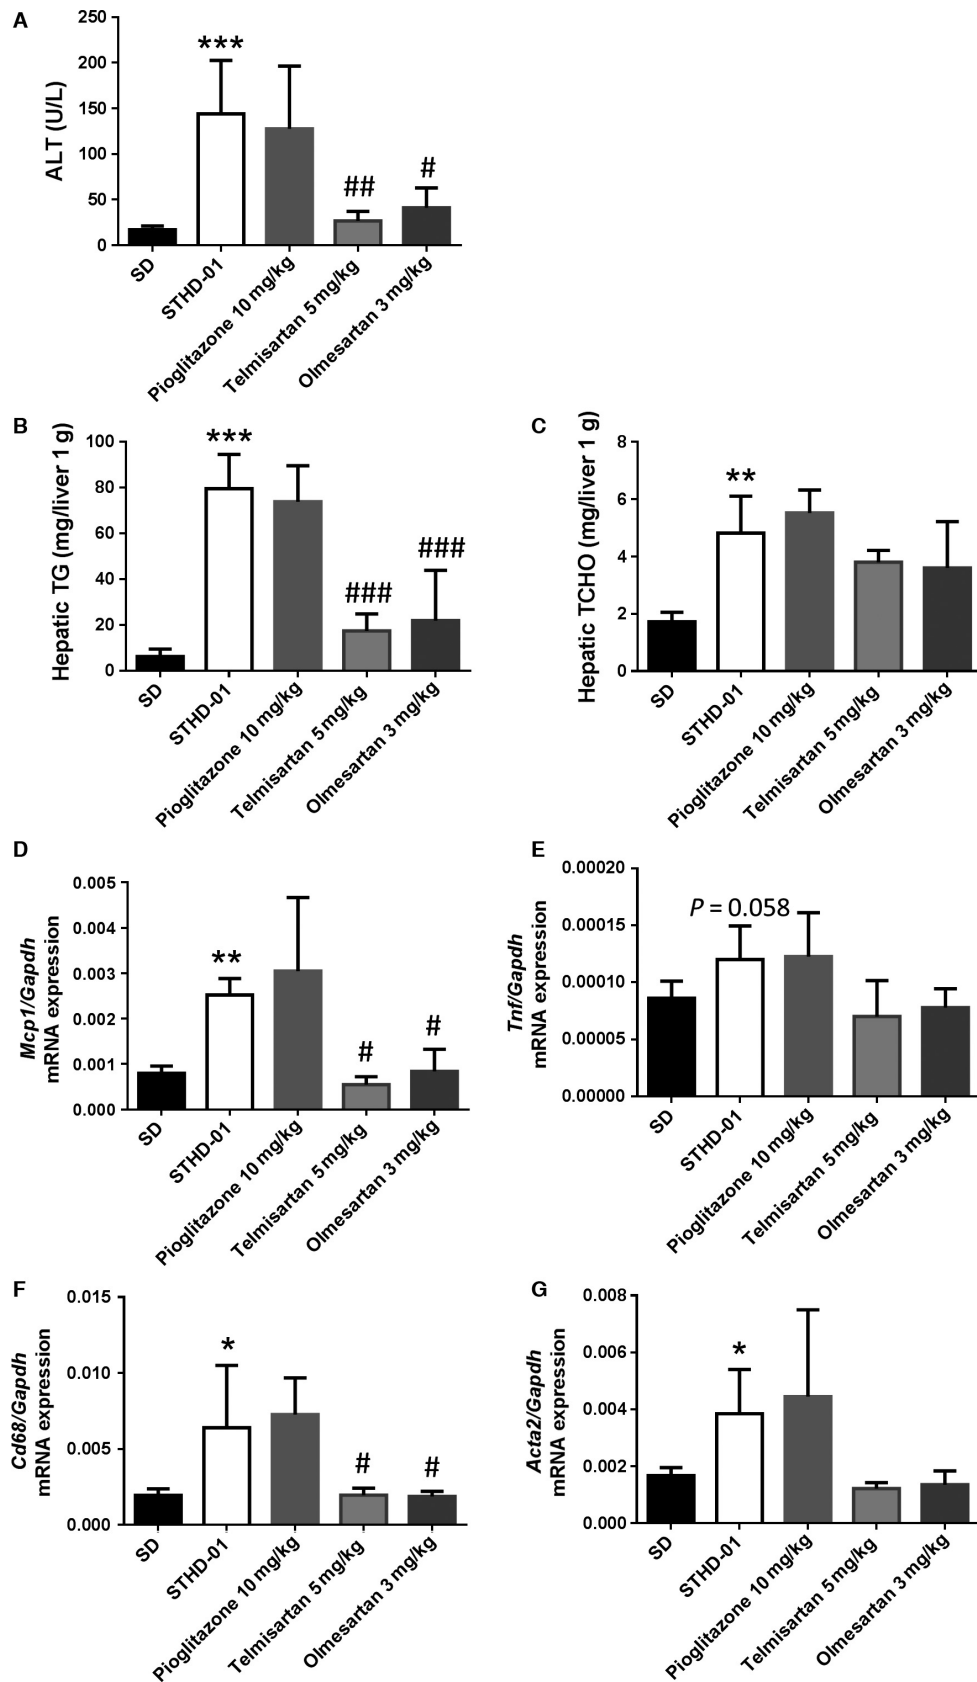 A
ALT (U/L)
250
200
150
100
50
0
***
##
#
SD
STHD-01
Pioglitazone 10 mg/kg
Telmisartan 5 mg/kg
Olmesartan 3 mg/kg
B
Hepatic TG (mg/liver 1 g)
100
80
60
40
20
0
***
###
###
SD
STHD-01
Pioglitazone 10 mg/kg
Telmisartan 5 mg/kg
Olmesartan 3 mg/kg
C
Hepatic TCHO (mg/liver 1 g)
8
6
4
2
0
**
SD
STHD-01
Pioglitazone 10 mg/kg
Telmisartan 5 mg/kg
Olmesartan 3 mg/kg
D
Mcp1/Gapdh
mRNA expression
0.005
0.004
0.003
0.002
0.001
0.000
**
#
#
SD
STHD-01
Pioglitazone 10 mg/kg
Telmisartan 5 mg/kg
Olmesartan 3 mg/kg
E
Tnf/Gapdh
mRNA expression
0.00020
0.00015
0.00010
0.00005
0.00000
P = 0.058
SD
STHD-01
Pioglitazone 10 mg/kg
Telmisartan 5 mg/kg
Olmesartan 3 mg/kg
F
Cd68/Gapdh
mRNA expression
0.015
0.010
0.005
0.000
*
#
#
SD
STHD-01
Pioglitazone 10 mg/kg
Telmisartan 5 mg/kg
Olmesartan 3 mg/kg
G
Acta2/Gapdh
mRNA expression
0.008
0.006
0.004
0.002
0.000
*
SD
STHD-01
Pioglitazone 10 mg/kg
Telmisartan 5 mg/kg
Olmesartan 3 mg/kg